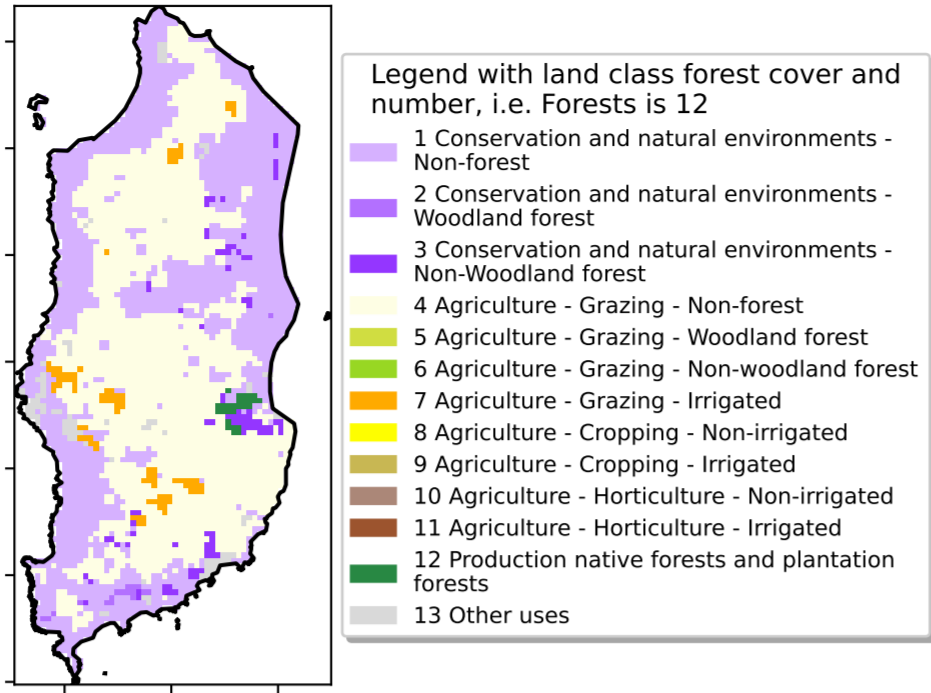 Legend with land class forest cover and
number, i.e. Forests is 12
1 Conservation and natural environments -
Non-forest
2 Conservation and natural environments -
Woodland forest
3 Conservation and natural environments -
Non-Woodland forest
4 Agriculture - Grazing - Non-forest
5 Agriculture - Grazing - Woodland forest
6 Agriculture - Grazing - Non-woodland forest
7 Agriculture - Grazing - Irrigated
8 Agriculture - Cropping - Non-irrigated
9 Agriculture - Cropping - Irrigated
10 Agriculture - Horticulture - Non-irrigated
11 Agriculture - Horticulture - Irrigated
12 Production native forests and plantation
forests
13 Other uses